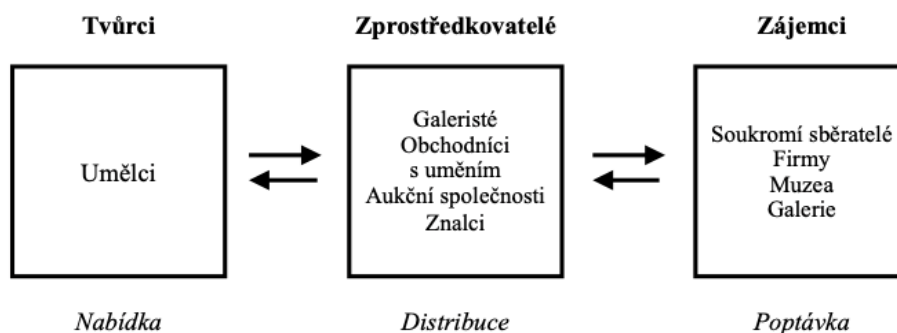 Tvůrci
Zprostředkovatelé
Zájemci
Umělci
Galeristé
Obchodníci
s uměním
Aukční společnosti
Znalci
Soukromí sběratelé
Firmy
Muzea
Galerie
Nabídka
Distribuce
Poptávka